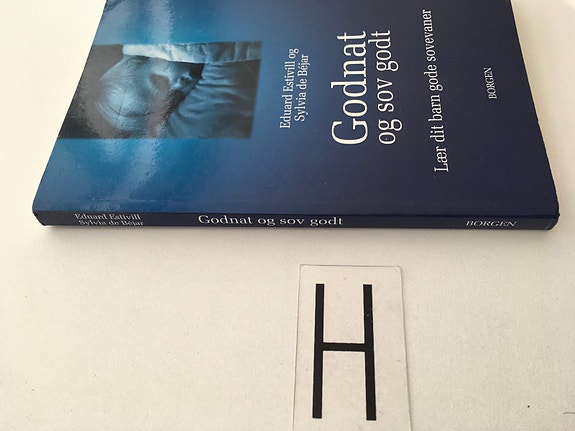 Eduard Estivill og
Sylvia de Béjar
Godnat
og sov godt
Lær dit barn gode sovevaner
BORGEN
Eduard Estivill
Sylvia de Béjar
Godnat og sov godt
BORGEN
H